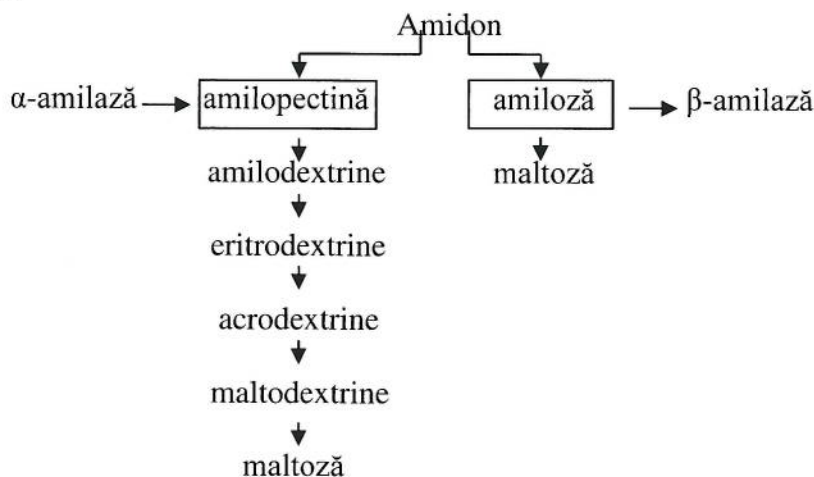 Amidon
α-amilază amilopectină amiloză β-amilază
amilodextrine maltoză
eritrodextrine
acrodextrine
maltodextrine
maltoză